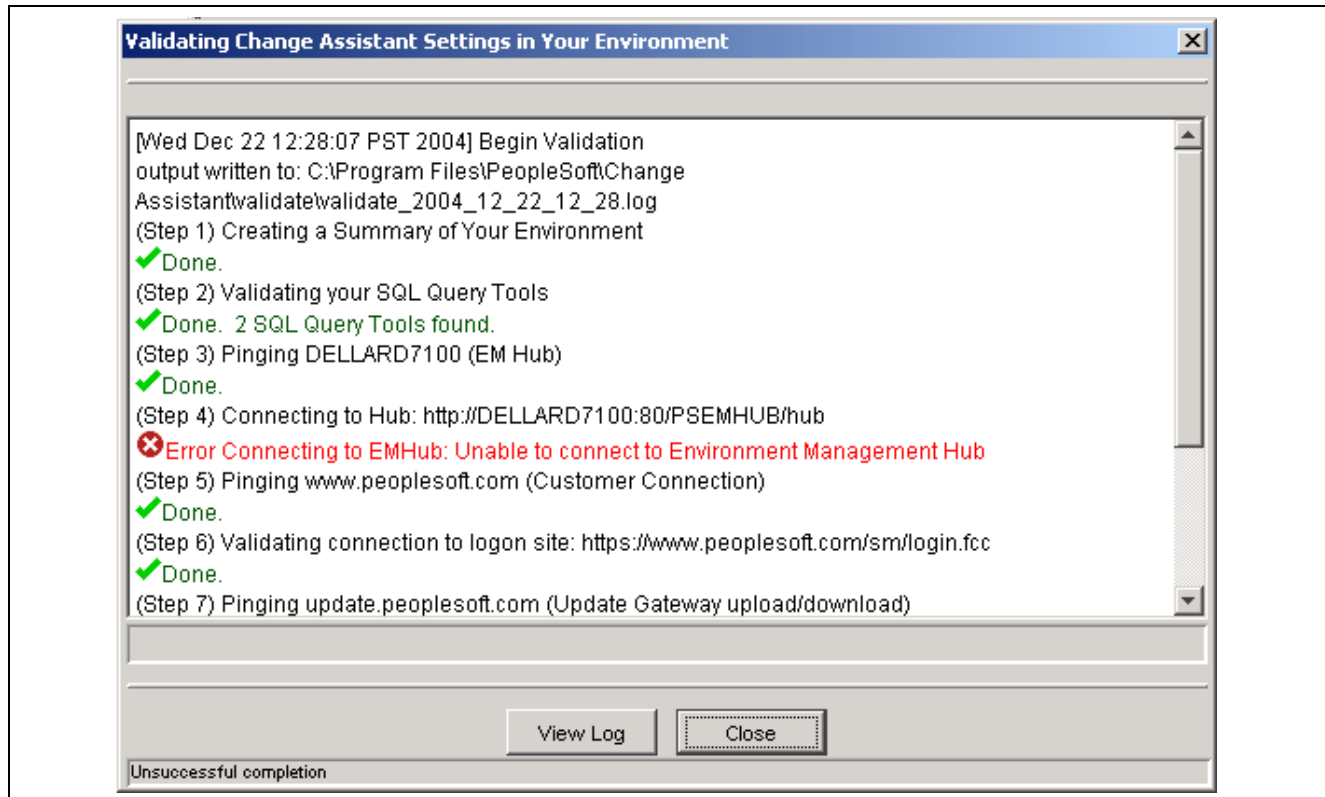 Validating Change Assistant Settings in Your Environment
[Wed Dec 22 12:28:07 PST 2004] Begin Validation
output written to: C:\Program Files\PeopleSoft\Change
Assistant\validate\validate_2004_12_22_12_28.log
(Step 1) Creating a Summary of Your Environment
Done.
(Step 2) Validating your SQL Query Tools
Done. 2 SQL Query Tools found.
(Step 3) Pinging DELLARD7100 (EM Hub)
Done.
(Step 4) Connecting to Hub: http://DELLARD7100:80/PSEMHUB/hub
Error Connecting to EMHub: Unable to connect to Environment Management Hub
(Step 5) Pinging www.peoplesoft.com (Customer Connection)
Done.
(Step 6) Validating connection to logon site: https://www.peoplesoft.com/sm/login.fcc
Done.
(Step 7) Pinging update.peoplesoft.com (Update Gateway upload/download)
View Log
Close
Unsuccessful completion